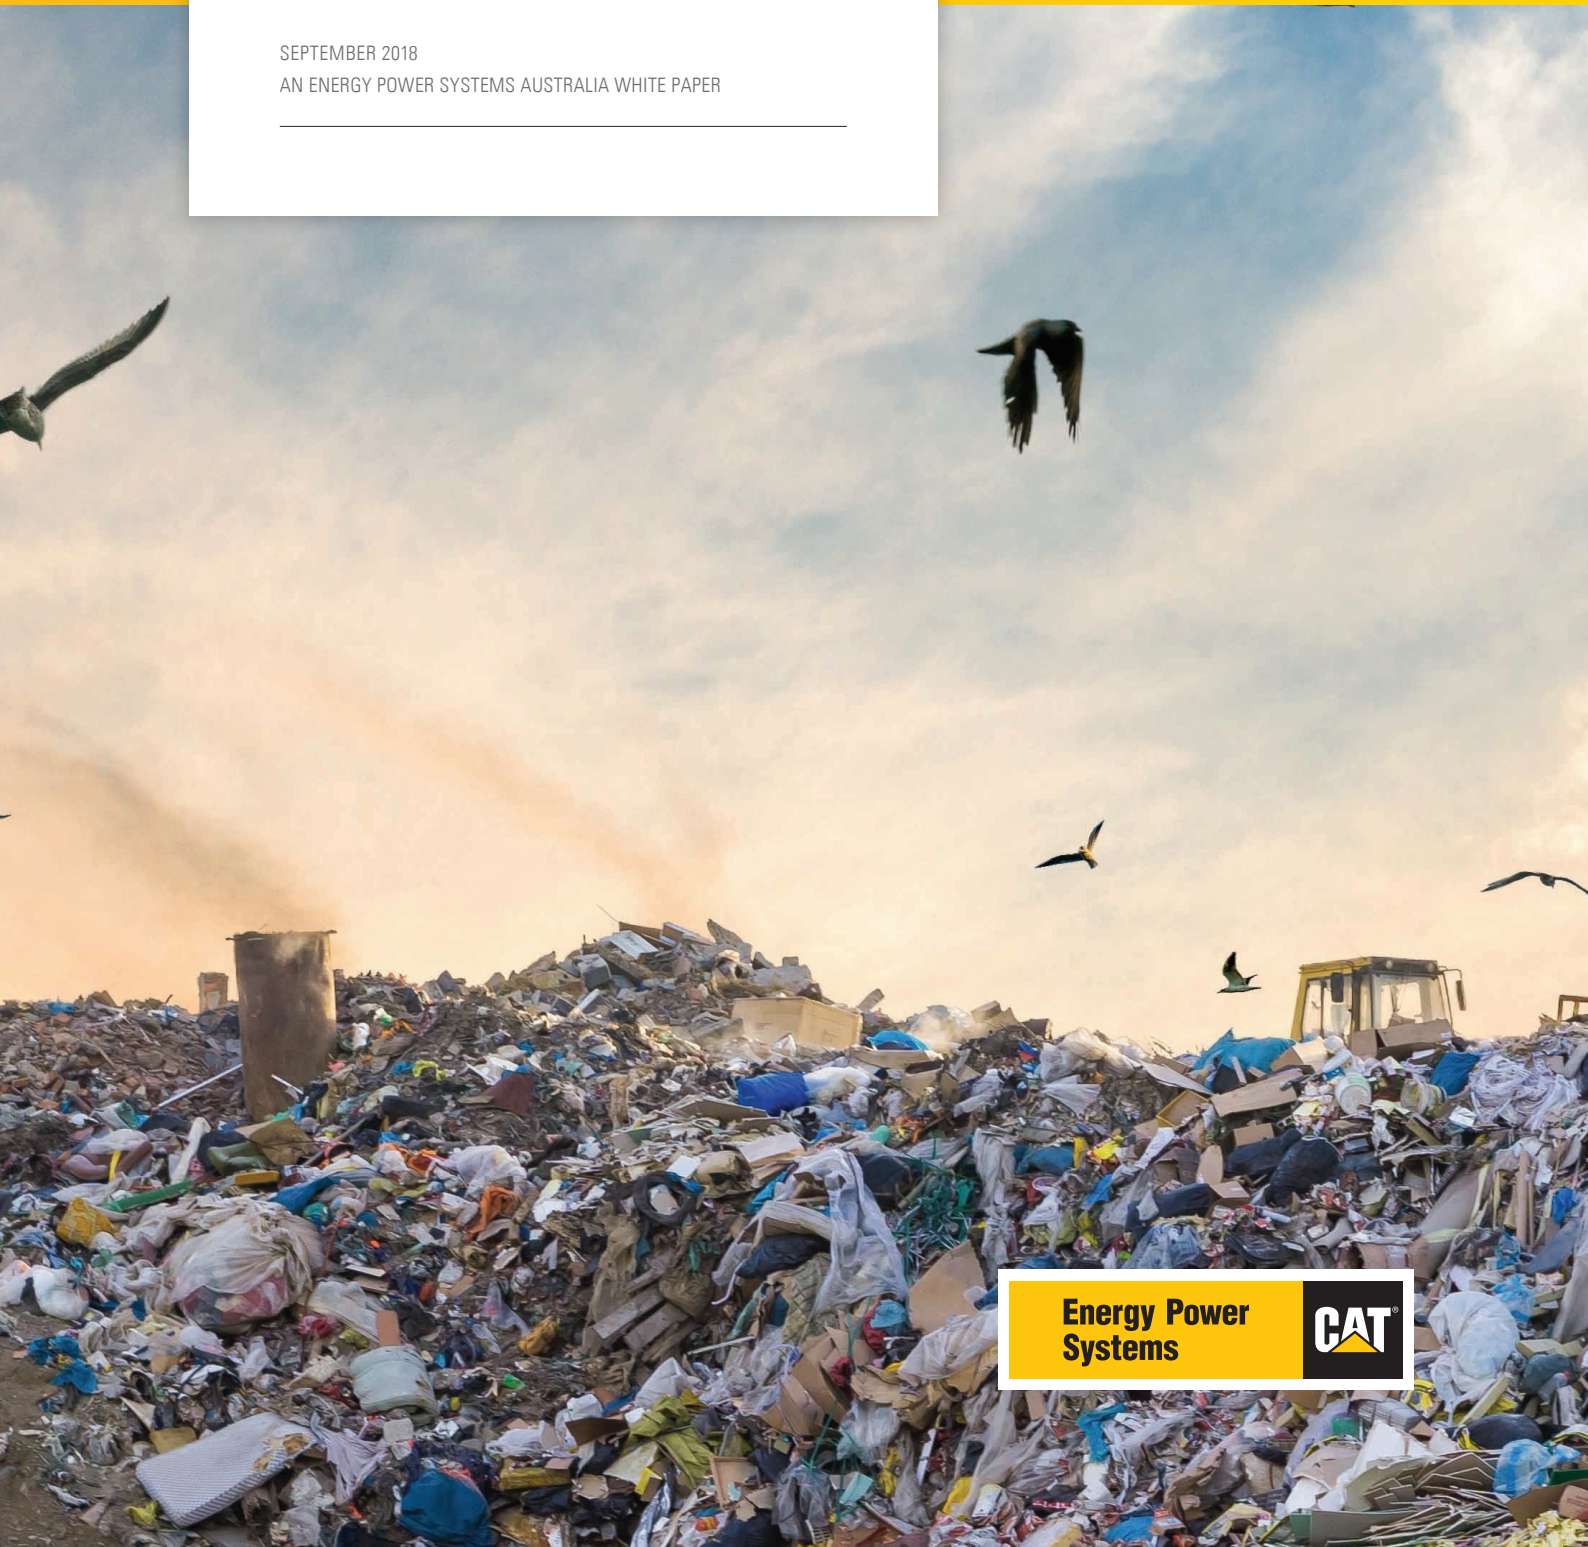 SEPTEMBER 2018
AN ENERGY POWER SYSTEMS AUSTRALIA WHITE PAPER
Energy Power
Systems
CAT®